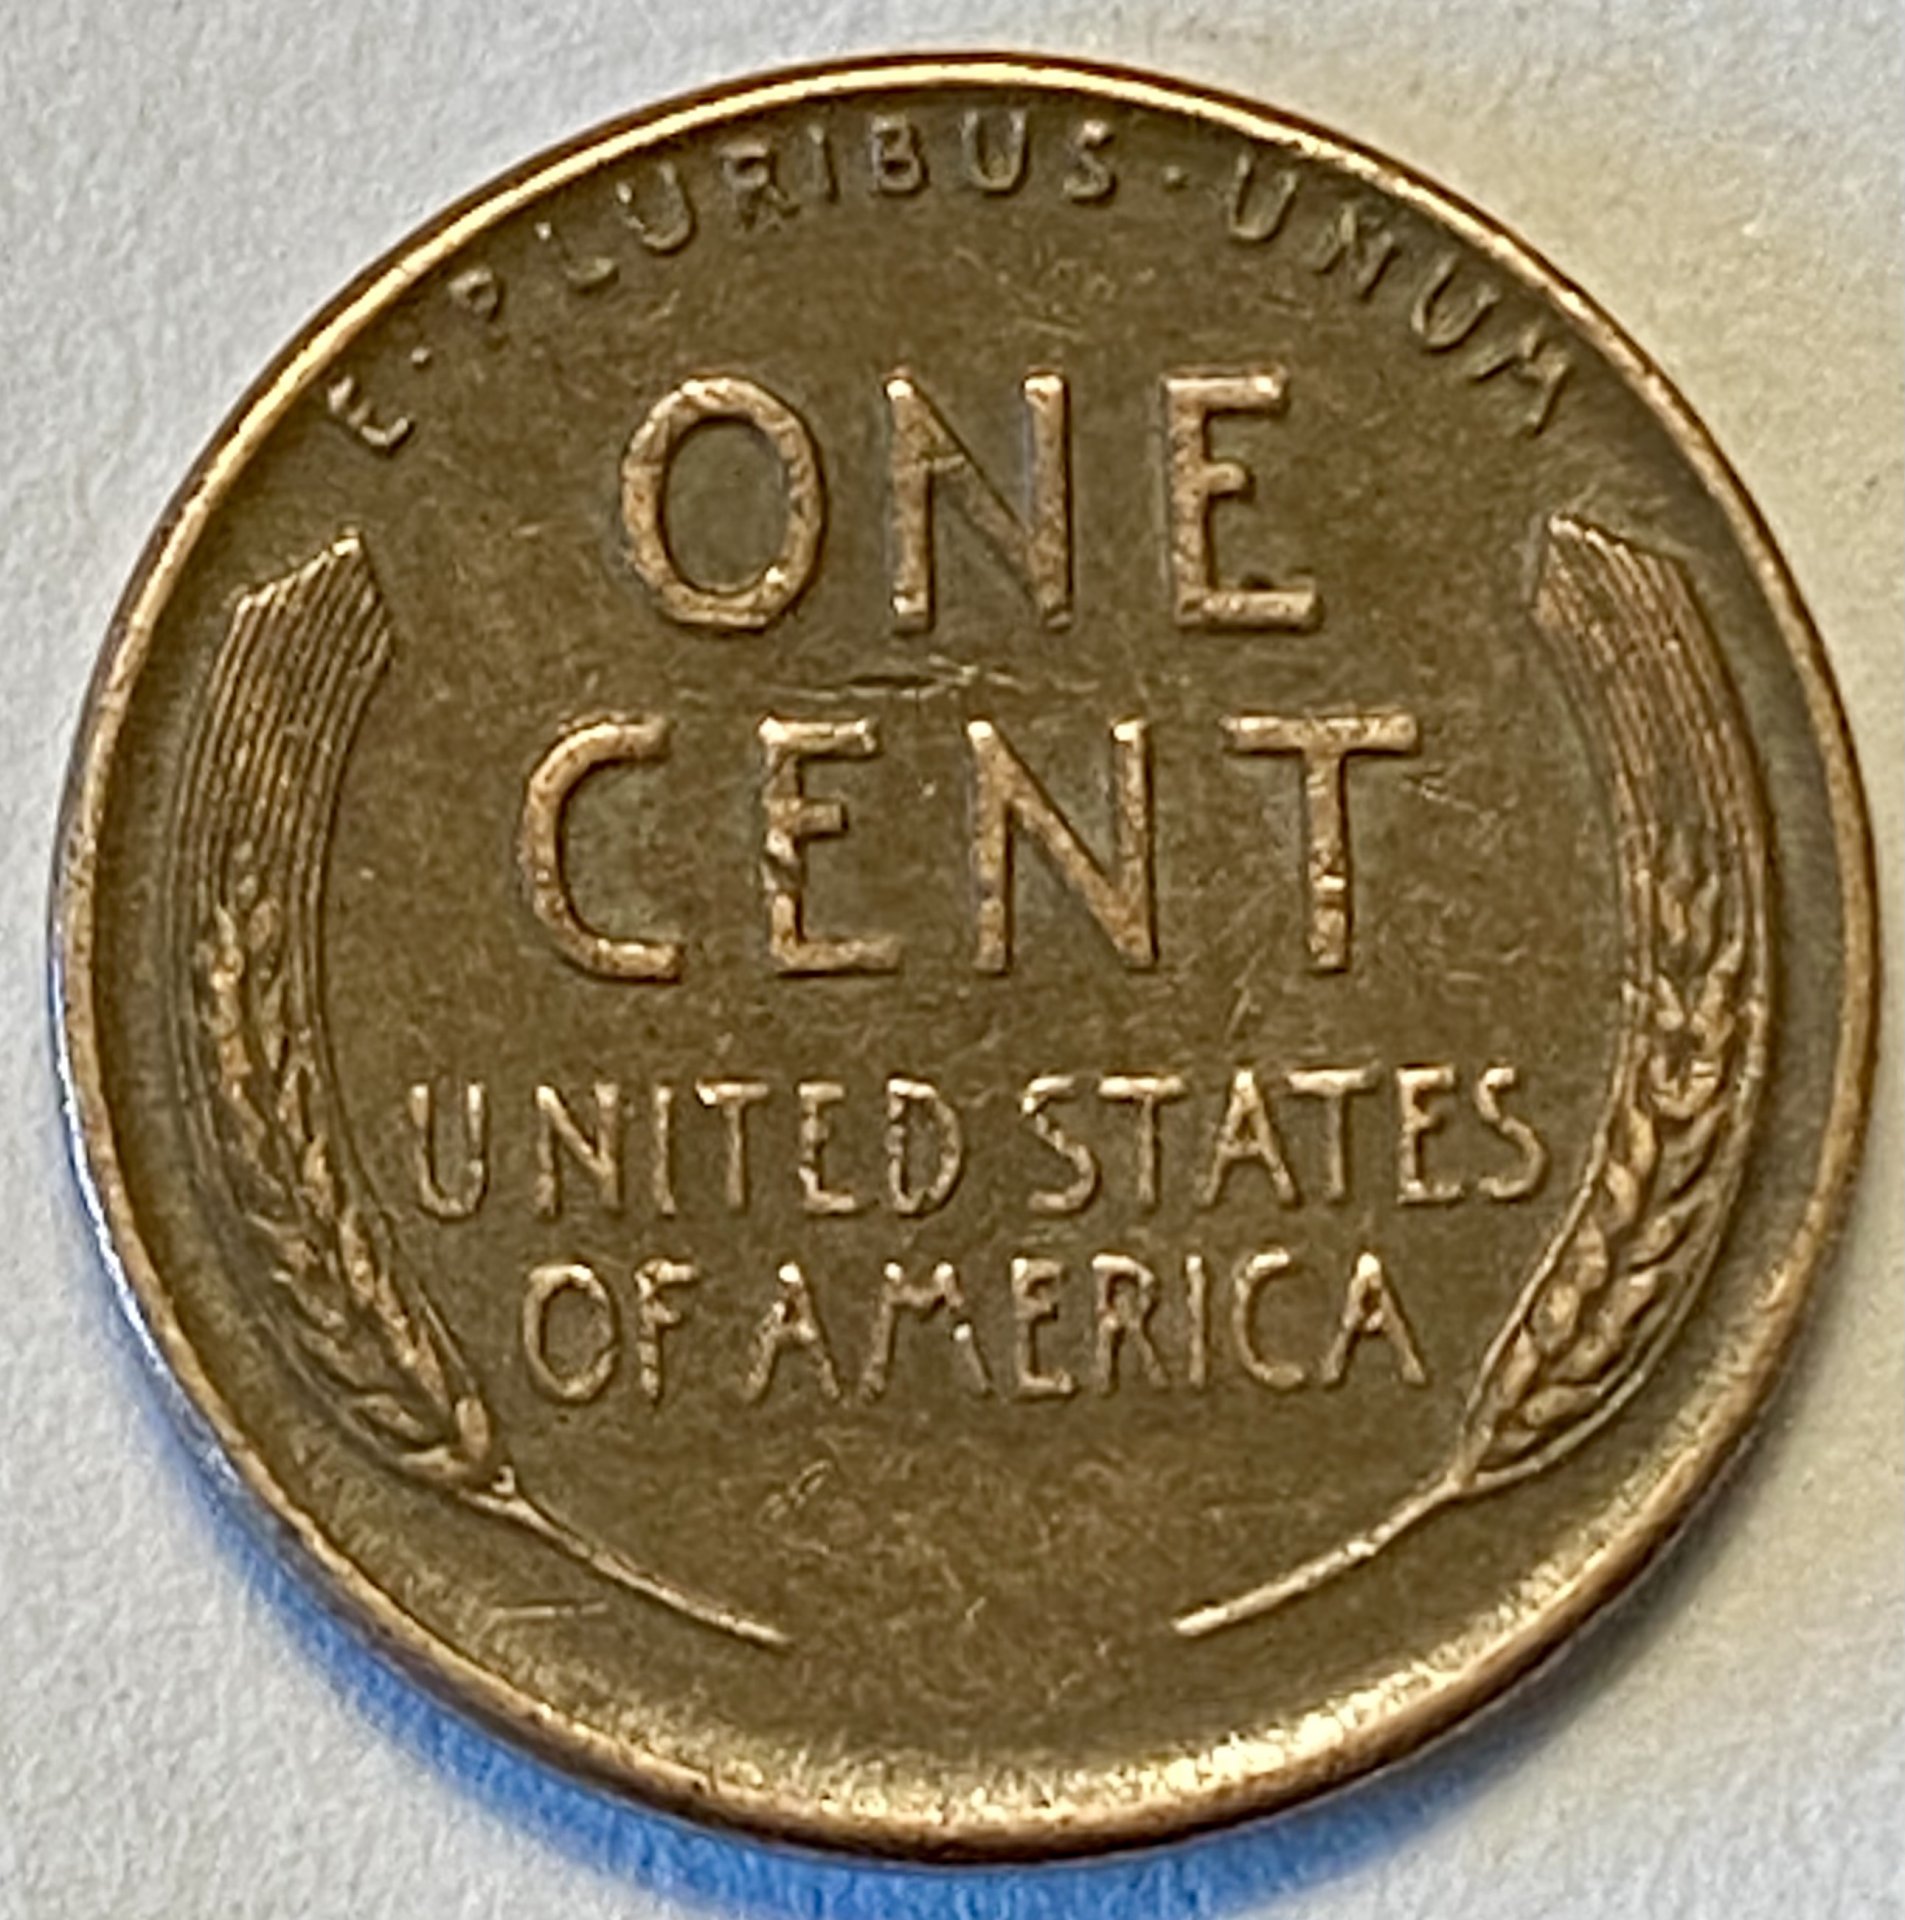 E·PLURIBUS·UNUM
ONE
CENT
UNITED STATES
OF AMERICA